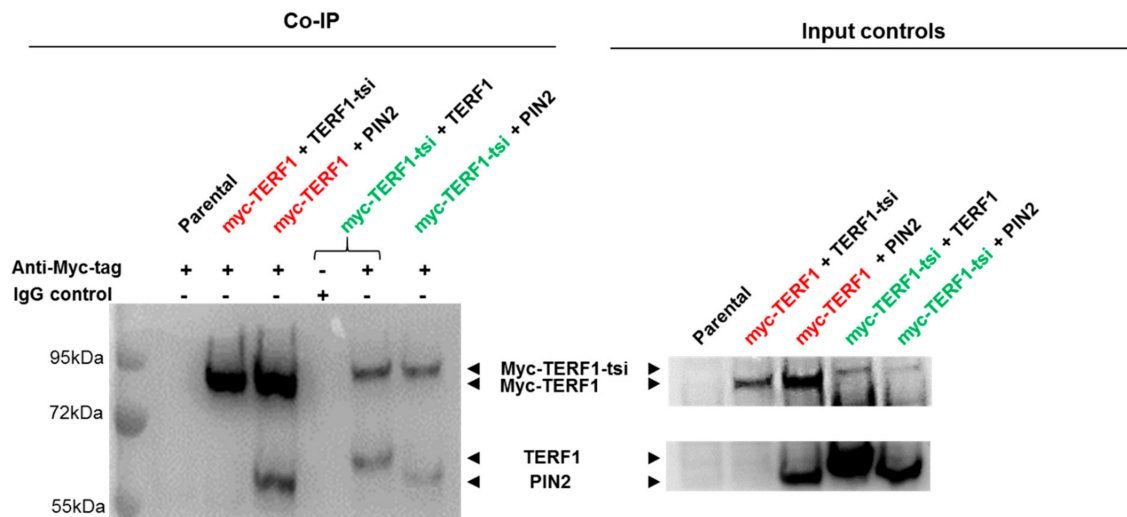 Co-IP
Parental
myc-TERF1 + TERF1-tsi
myc-TERF1 + PIN2
myc-TERF1-tsi + TERF1
myc-TERF1-tsi + PIN2
Anti-Myc-tag + + + - + +
IgG control - - - + - -
95kDa
72kDa
55kDa
Myc-TERF1-tsi
Myc-TERF1
TERF1
PIN2
Input controls
Parental
myc-TERF1 + TERF1-tsi
myc-TERF1 + PIN2
myc-TERF1-tsi + TERF1
myc-TERF1-tsi + PIN2